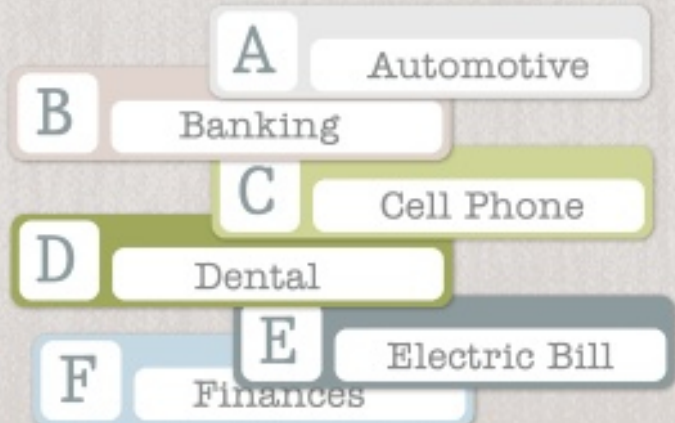 A Automotive
B Banking
C Cell Phone
D Dental
E Electric Bill
F Finances